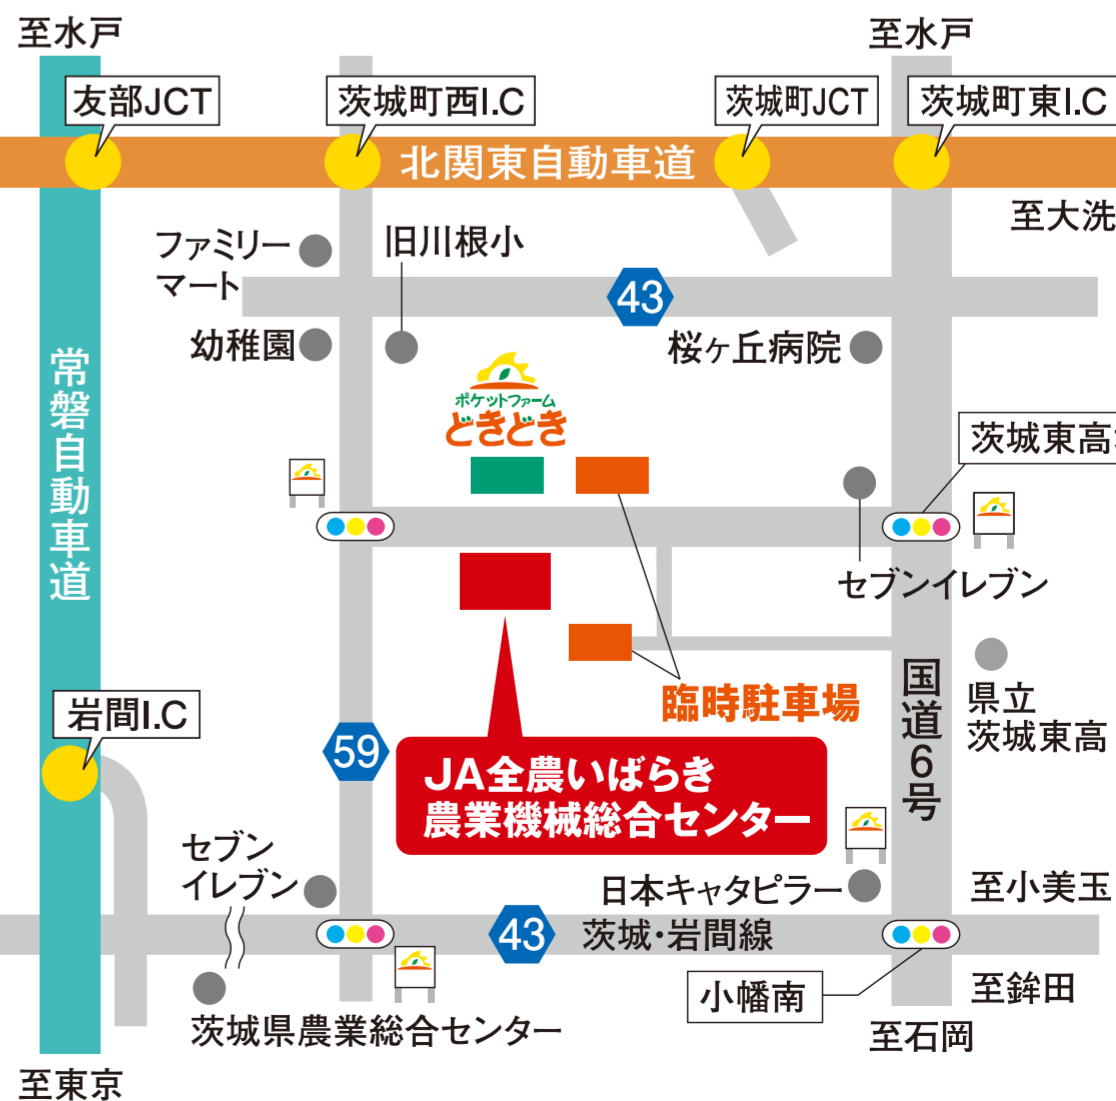 至水戸
至水戸
友部JCT
茨城町西I.C
茨城町JCT
茨城町東I.C
北関東自動車道
至大洗
ファミリー
マート
旧川根小
43
幼稚園
桜ヶ丘病院
常磐自動車道
ポケットファーム
どきどき
茨城東高
セブンイレブン
岩間I.C
臨時駐車場
国道6号
県立
茨城東高
59
JA全農いばらき
農業機械総合センター
セブン
イレブン
日本キャタピラー
至小美玉
43
茨城・岩間線
小幡南
至鉾田
茨城県農業総合センター
至石岡
至東京